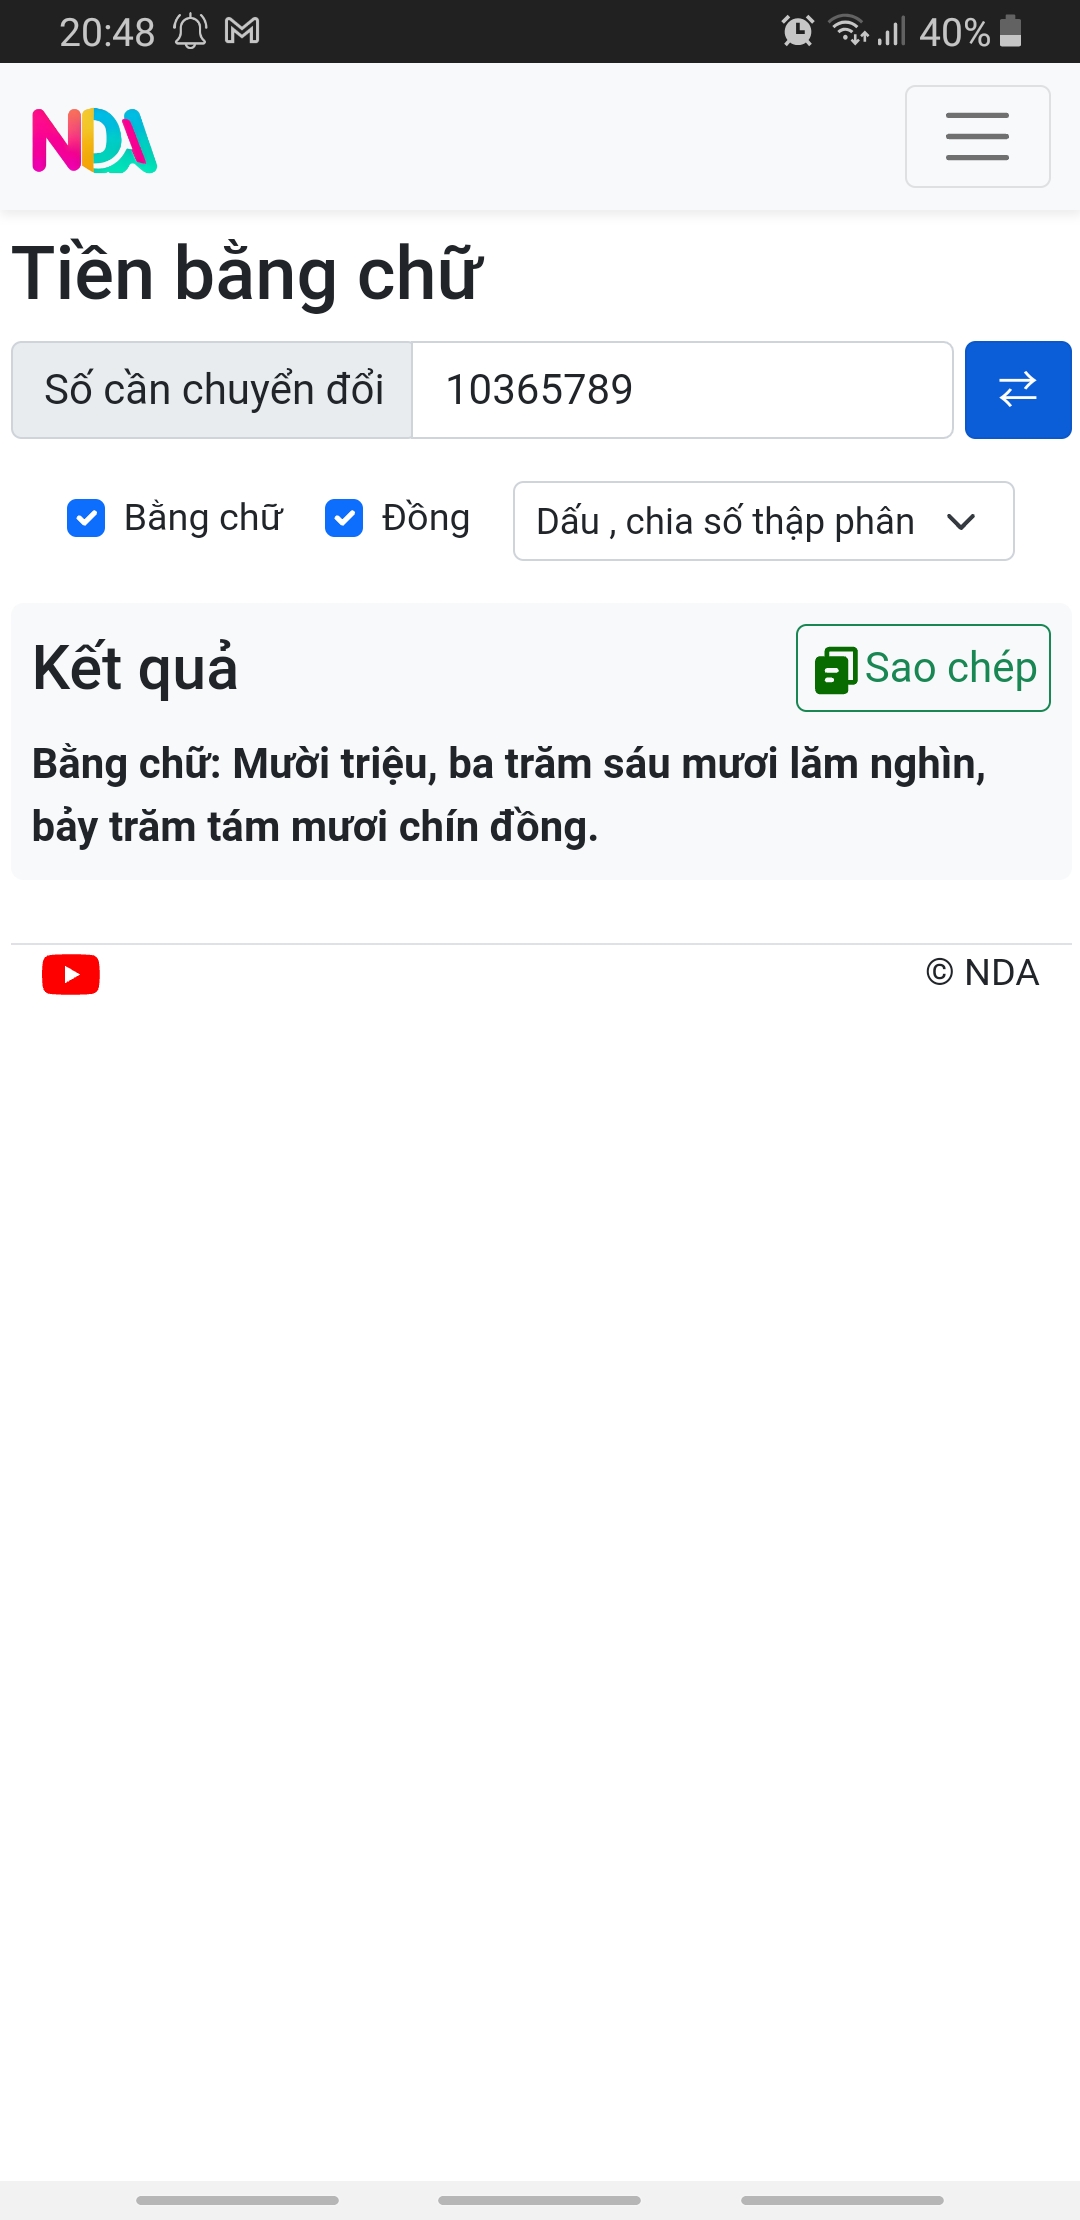 20:48
40%
NDA
Tiền bằng chữ
Số cần chuyển đổi
10365789
Bằng chữ
Đồng
Dấu , chia số thập phân
Kết quả
Sao chép
Bằng chữ: Mười triệu, ba trăm sáu mươi lăm nghìn,
bảy trăm tám mươi chín đồng.
© NDA